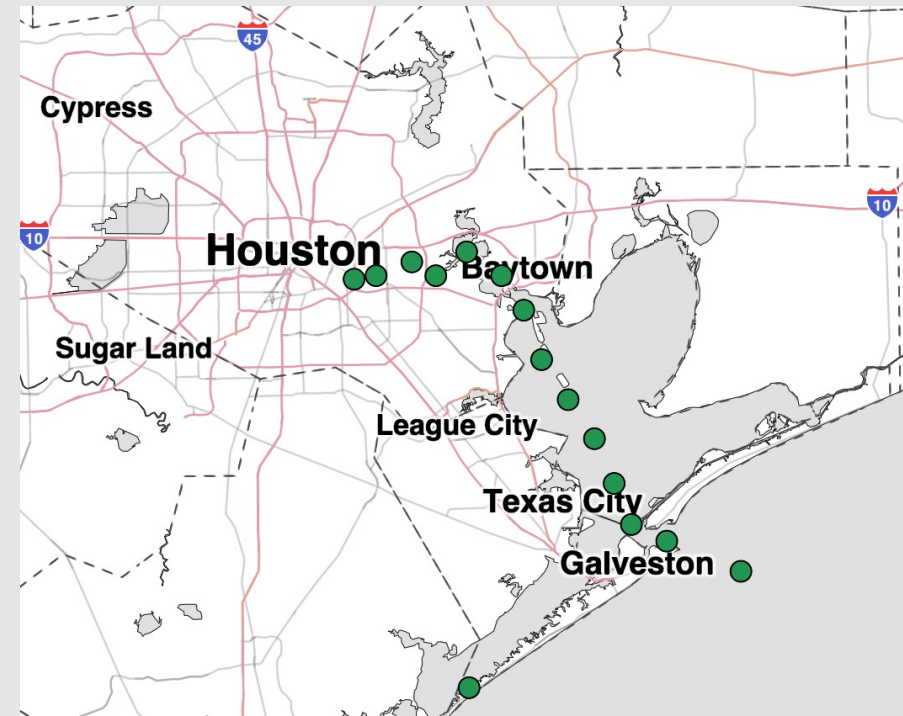 45
Cypress
10
10
Houston
Baytown
Sugar Land
League City
Texas City
Galveston